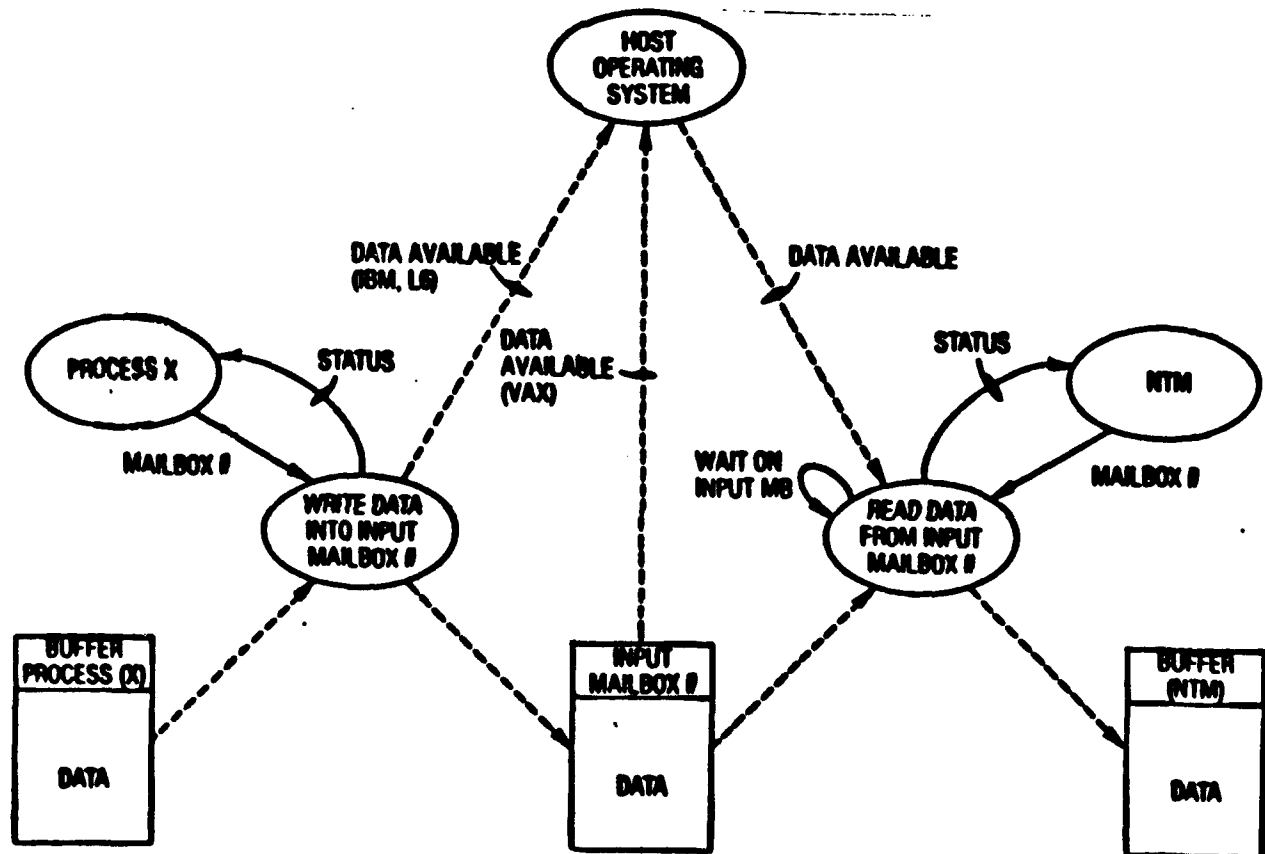 HOST
OPERATING
SYSTEM
DATA AVAILABLE
(IBM, L6)
DATA AVAILABLE
DATA
AVAILABLE
(VAX)
PROCESS X
STATUS
STATUS
NTM
MAILBOX #
WAIT ON
INPUT MB
MAILBOX #
WRITE DATA
INTO INPUT
MAILBOX #
READ DATA
FROM INPUT
MAILBOX #
BUFFER
PROCESS (X)
DATA
INPUT
MAILBOX #
DATA
BUFFER
(NTM)
DATA